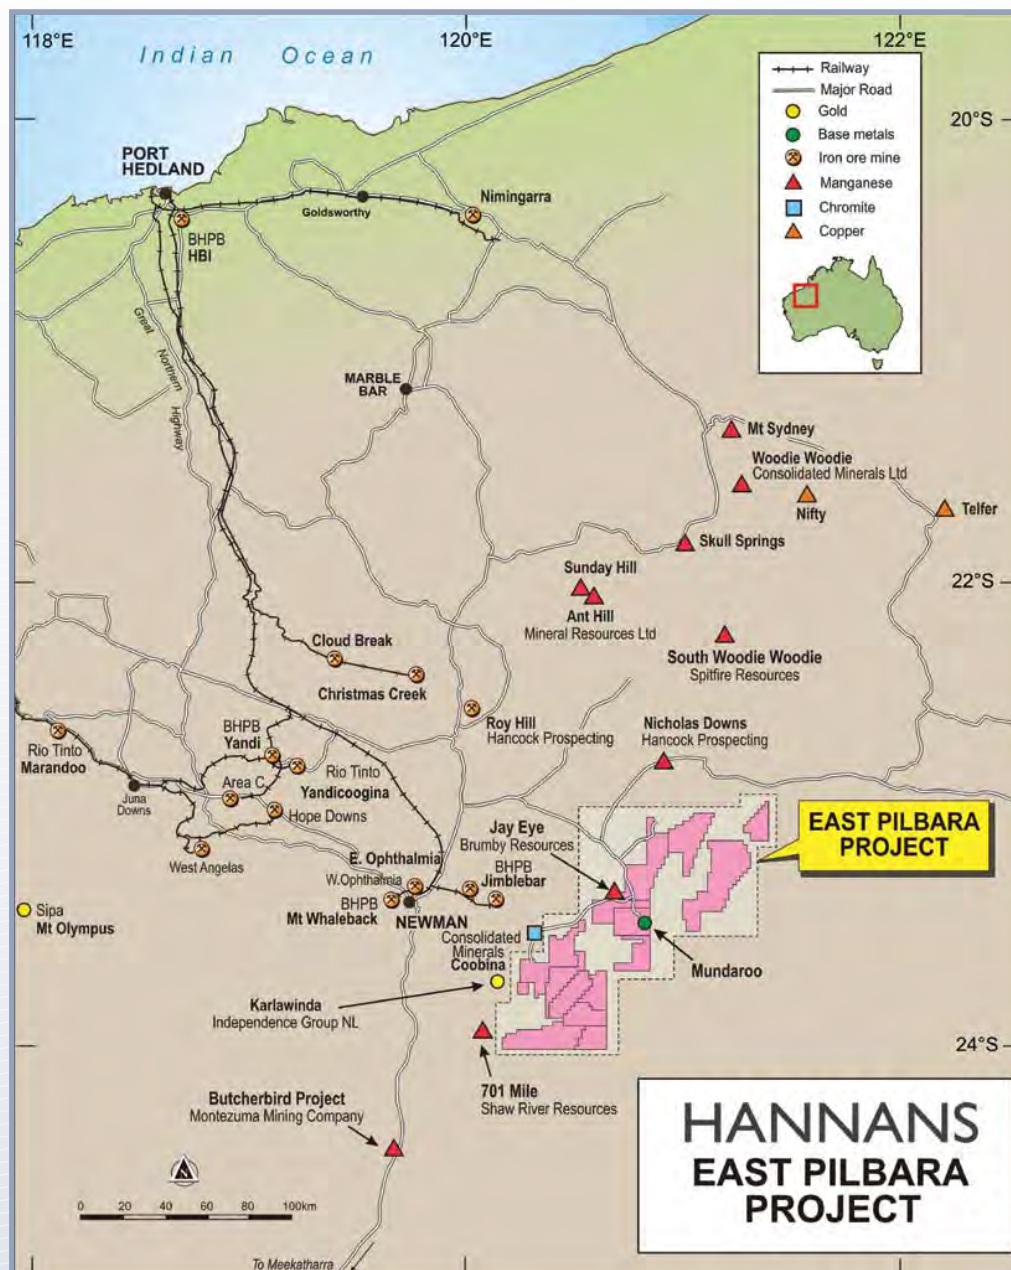 118°E
120°E
122°E
Indian Ocean
Railway
Major Road
Gold
Base metals
Iron ore mine
Manganese
Chromite
Copper
20°S
PORT
HEDLAND
BHPB
HBI
Goldsworthy
Nimingarra
Great Northern Highway
MARBLE
BAR
Mt Sydney
Woodie Woodie
Consolidated Minerals Ltd
Nifty
Telfer
Skull Springs
22°S
Sunday Hill
Ant Hill
Mineral Resources Ltd
South Woodie Woodie
Spitfire Resources
Cloud Break
Christmas Creek
Roy Hill
Hancock Prospecting
Nicholas Downs
Hancock Prospecting
Rio Tinto
Marandoo
BHPB
Yandi
Rio Tinto
Yandicoogina
Area C
Juna
Downs
Hope Downs
West Angelas
E. Ophthalmia
W.Ophthalmia
BHPB
Mt Whaleback
NEWMAN
BHPB
Jimblebar
Jay Eye
Brumby Resources
EAST PILBARA
PROJECT
Sipa
Mt Olympus
Consolidated
Minerals
Coobina
Mundaroo
Karlawinda
Independence Group NL
24°S
701 Mile
Shaw River Resources
Butcherbird Project
Montezuma Mining Company
N
0 20 40 60 80 100km
To Meekatharra
HANNANS
EAST PILBARA
PROJECT